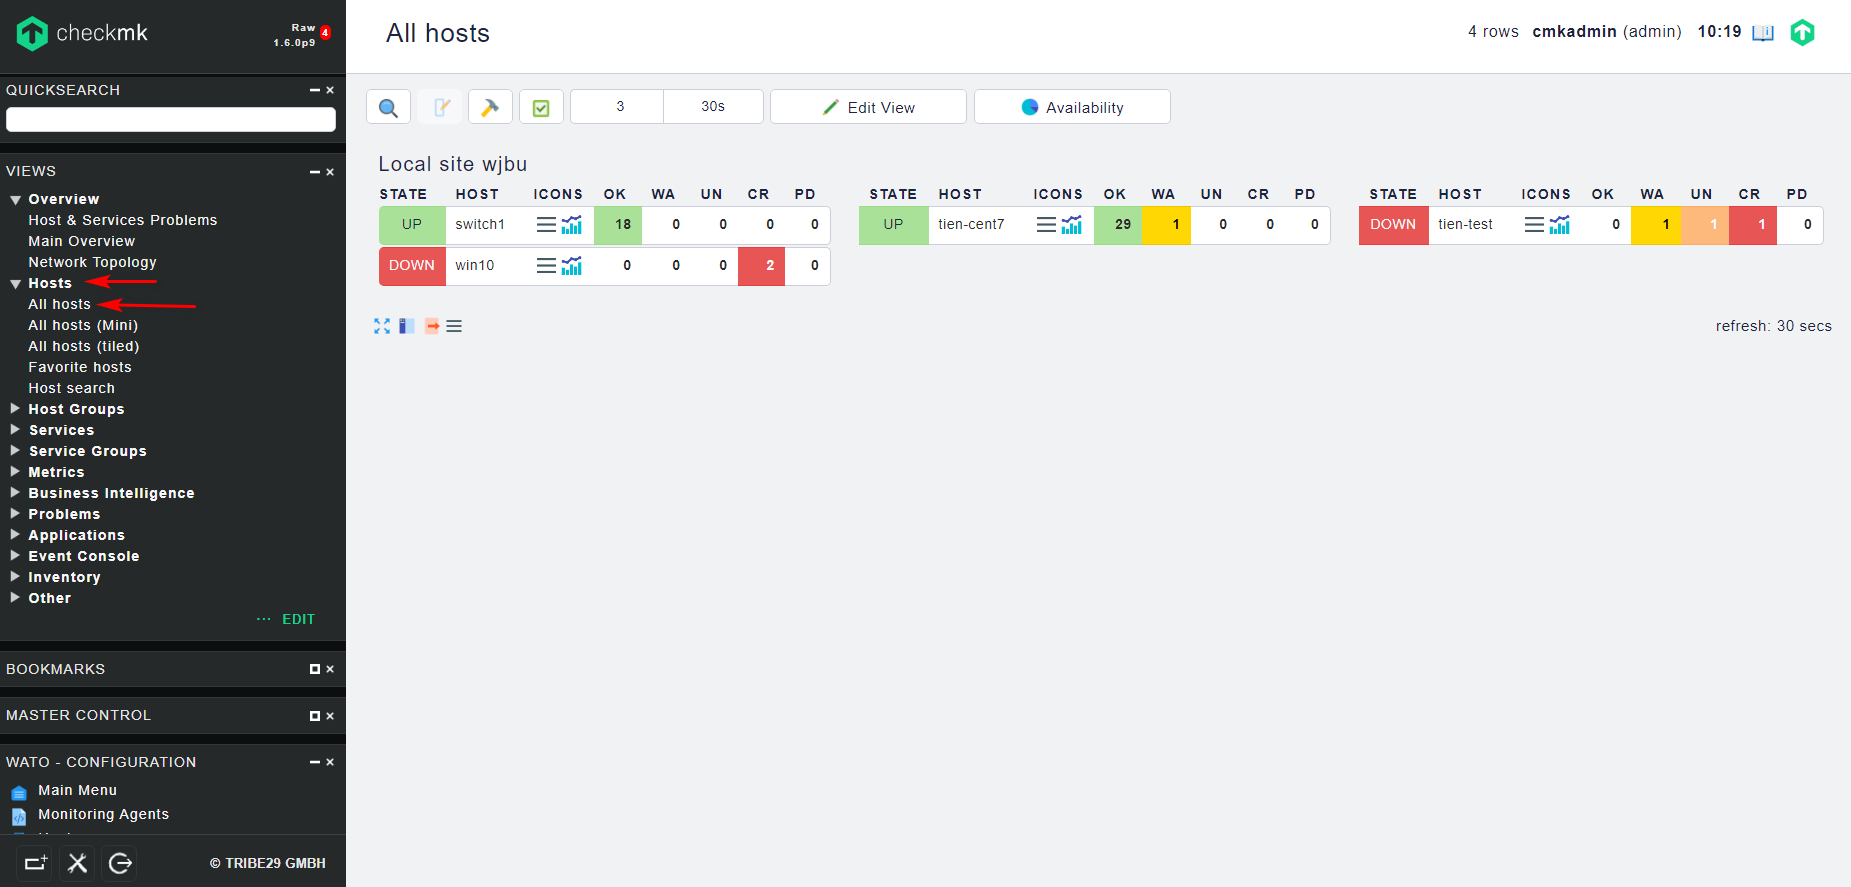 checkmk
Raw 4
1.6.0p9
QUICKSEARCH
VIEWS
Overview
Host & Services Problems
Main Overview
Network Topology
Hosts
All hosts
All hosts (Mini)
All hosts (tiled)
Favorite hosts
Host search
Host Groups
Services
Service Groups
Metrics
Business Intelligence
Problems
Applications
Event Console
Inventory
Other
... EDIT
BOOKMARKS
MASTER CONTROL
WATO - CONFIGURATION
Main Menu
Monitoring Agents
© TRIBE29 GMBH
All hosts
4 rows cmkadmin (admin) 10:19
3 30s Edit View Availability
Local site wjbu
STATE HOST ICONS OK WA UN CR PD STATE HOST ICONS OK WA UN CR PD STATE HOST ICONS OK WA UN CR PD
UP switch1 18 0 0 0 0 UP tien-cent7 29 1 0 0 0 DOWN tien-test 0 1 1 1 0
DOWN win10 0 0 0 2 0
refresh: 30 secs